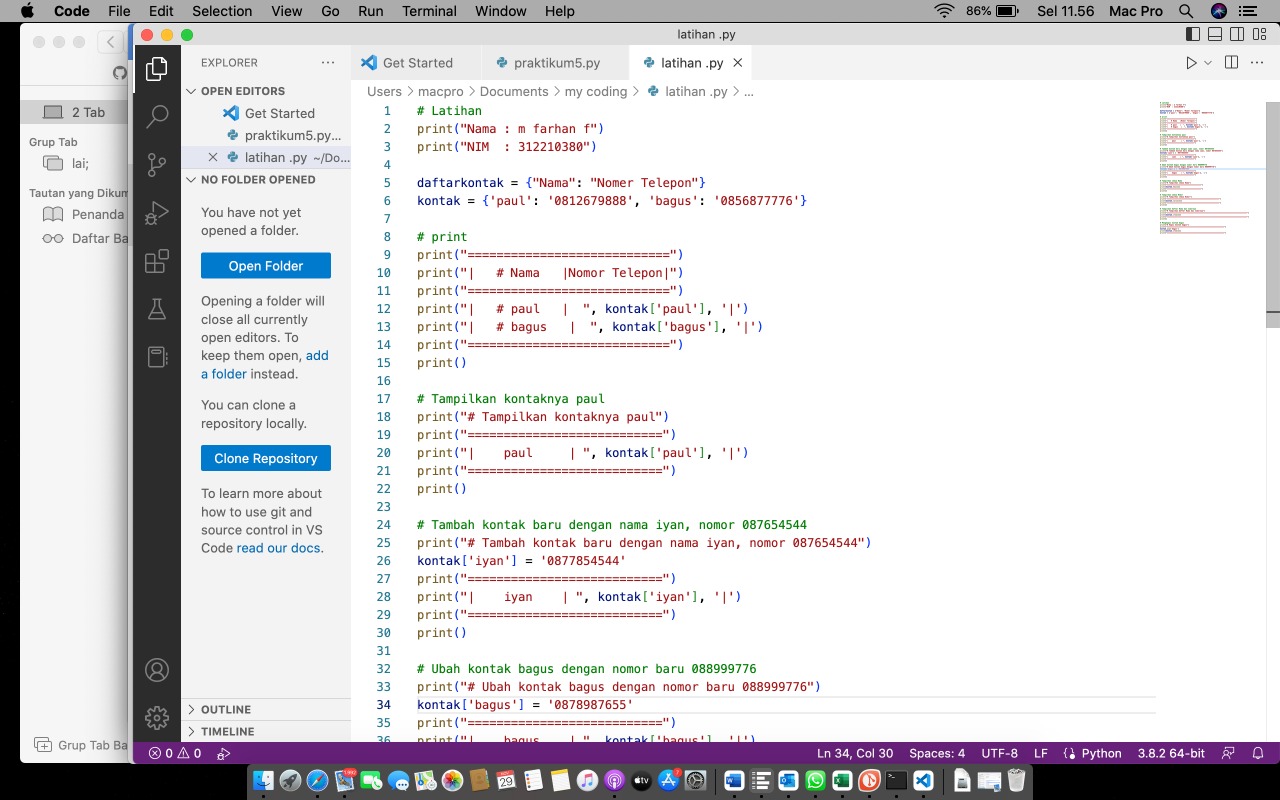 Code File Edit Selection View Go Run Terminal Window Help 86% Sel 11.56 Mac Pro
latihan .py
2 Tab
Grup Tab
lai;
Tautan yang Dikum
Penanda
Daftar Ba
Grup Tab Ba
EXPLORER
OPEN EDITORS
Get Started
praktikum5.py...
latihan .py ~/Do...
NO FOLDER OPENED
You have not yet
opened a folder.
Open Folder
Opening a folder will
close all currently
open editors. To
keep them open, add
a folder instead.
You can clone a
repository locally.
Clone Repository
To learn more about
how to use git and
source control in VS
Code read our docs.
OUTLINE
TIMELINE
Get Started praktikum5.py latihan .py
Users > macpro > Documents > my coding > latihan .py > ...
1 # Latihan
2 print("Nama : m farhan f")
3 print("NIM  : 312210380")
4
5 daftarkontak = {"Nama": "Nomer Telepon"}
6 kontak = {'paul': '0812679888', 'bagus': '0856877776'}
7
8 # print
9 print("============================")
10 print("|   # Nama   |Nomor Telepon|")
11 print("============================")
12 print("|   # paul   |  ", kontak['paul'], '|')
13 print("|   # bagus   |  ", kontak['bagus'], '|')
14 print("============================")
15 print()
16
17 # Tampilkan kontaknya paul
18 print("# Tampilkan kontaknya paul")
19 print("===========================")
20 print("|    paul     | ", kontak['paul'], '|')
21 print("===========================")
22 print()
23
24 # Tambah kontak baru dengan nama iyan, nomor 087654544
25 print("# Tambah kontak baru dengan nama iyan, nomor 087654544")
26 kontak['iyan'] = '0877854544'
27 print("===========================")
28 print("|    iyan    | ", kontak['iyan'], '|')
29 print("===========================")
30 print()
31
32 # Ubah kontak bagus dengan nomor baru 088999776
33 print("# Ubah kontak bagus dengan nomor baru 088999776")
34 kontak['bagus'] = '0878987655'
35 print("===========================")
36 print("|    bagus    | ", kontak['bagus'], '|')
0 0 Ln 34, Col 30 Spaces: 4 UTF-8 LF Python 3.8.2 64-bit
29
tv